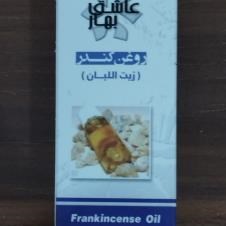 عاشق
بهار
روغن کندر
( زيت اللبان )
Frankincense Oil